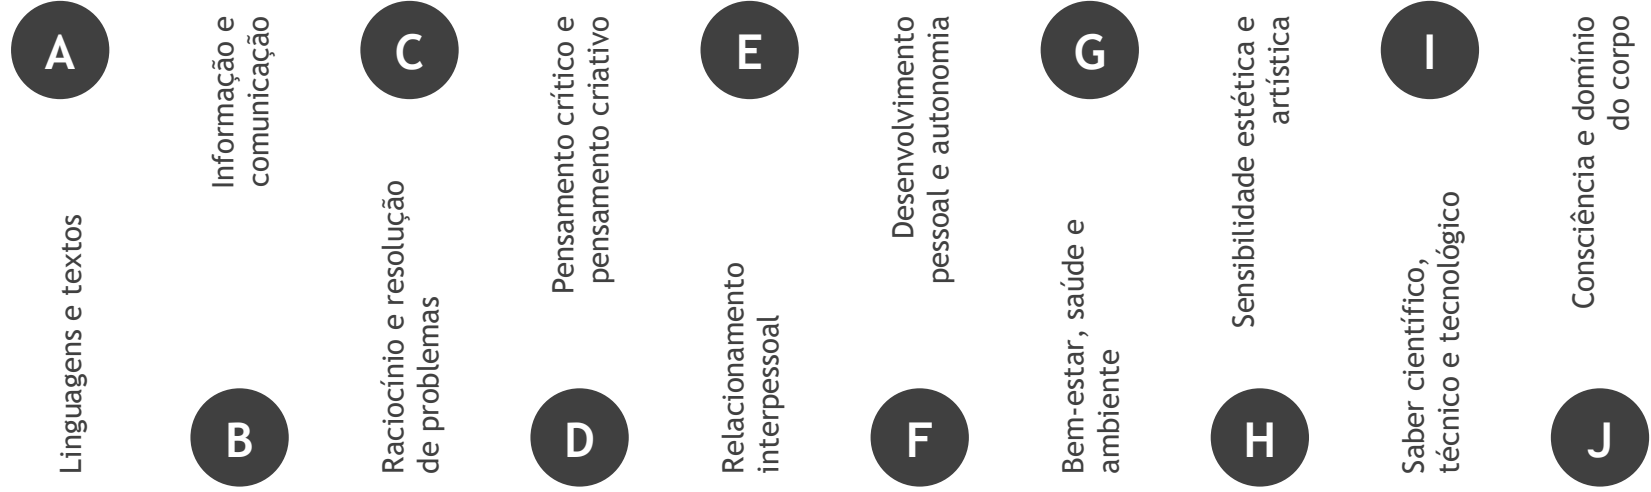 A
Linguagens e textos
B
Informação e
comunicação
C
Raciocínio e resolução
de problemas
D
Pensamento crítico e
pensamento criativo
E
Relacionamento
interpessoal
F
Desenvolvimento
pessoal e autonomia
G
Bem-estar, saúde e
ambiente
H
Sensibilidade estética e
artística
I
Saber científico,
técnico e tecnológico
J
Consciência e domínio
do corpo